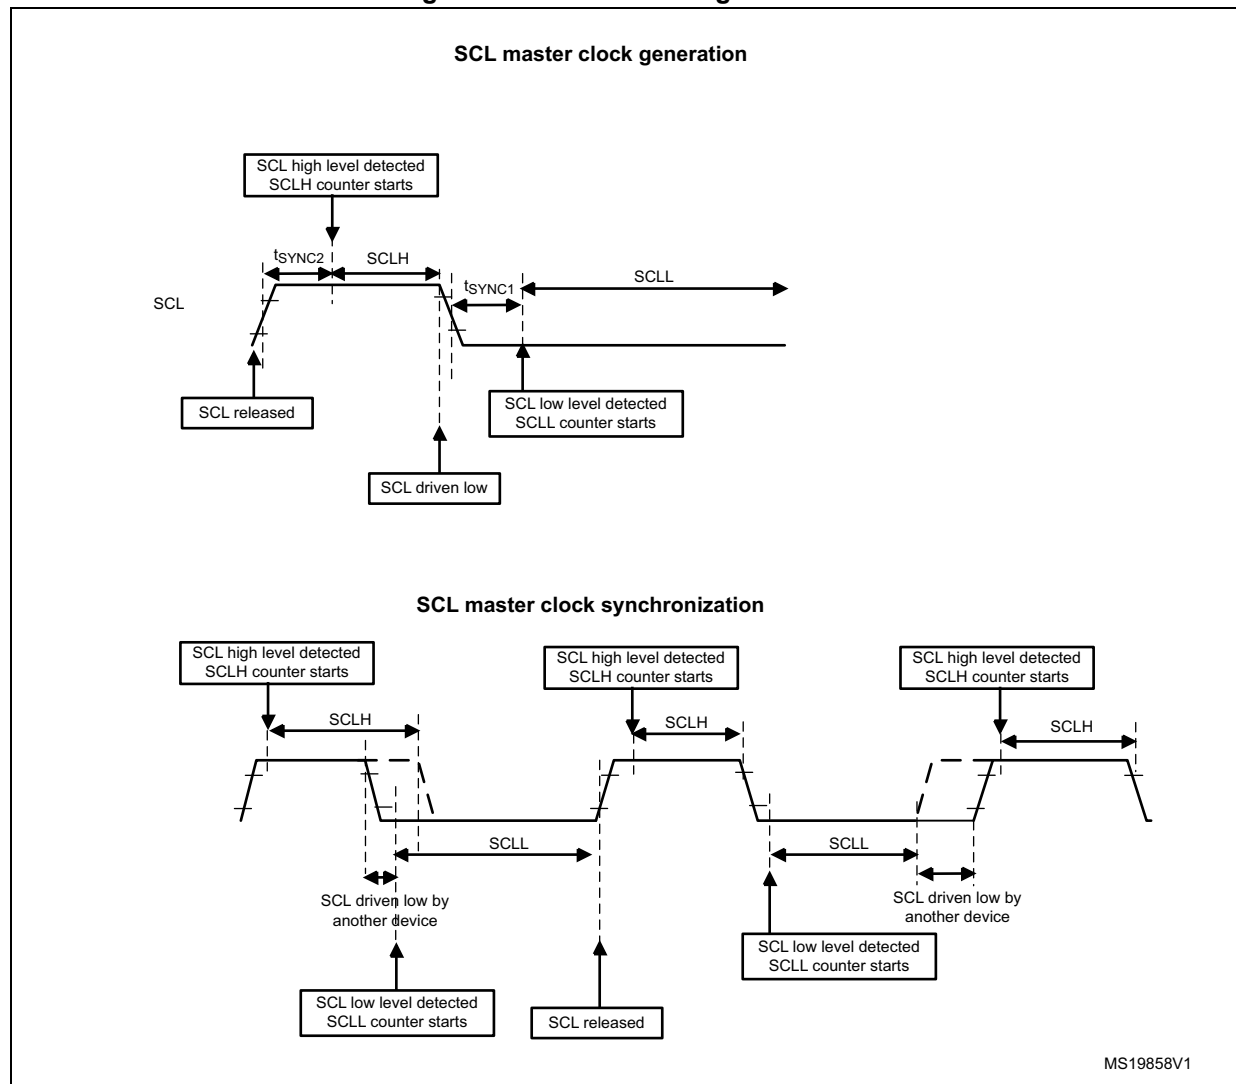 SCL master clock generation
SCL high level detected
SCLH counter starts
tSYNC2
SCLH
SCLL
tSYNC1
SCL
SCL released
SCL low level detected
SCLL counter starts
SCL driven low
SCL master clock synchronization
SCL high level detected
SCLH counter starts
SCL high level detected
SCLH counter starts
SCL high level detected
SCLH counter starts
SCLH
SCLH
SCLH
SCLL
SCLL
SCL driven low by
another device
SCL driven low by
another device
SCL low level detected
SCLL counter starts
SCL low level detected
SCLL counter starts
SCL released
MS19858V1